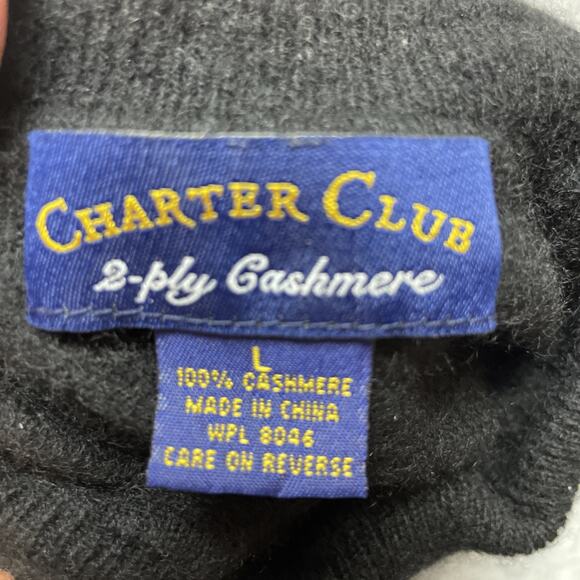 CHARTER CLUB
2-ply Cashmere
L
100% CASHMERE
MADE IN CHINA
WPL 8046
CARE ON REVERSE